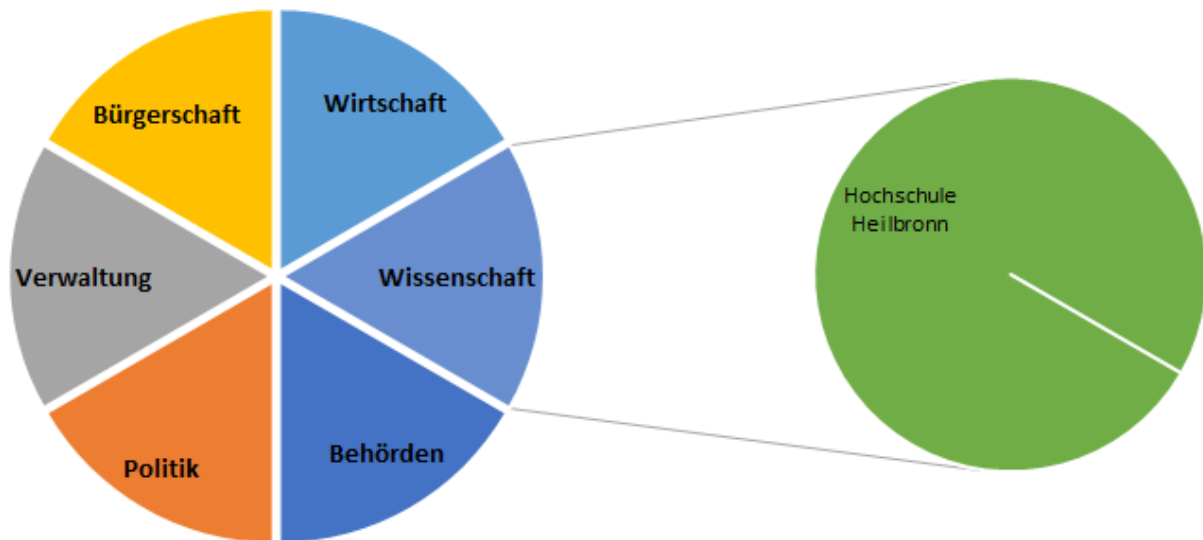 Bürgerschaft
Wirtschaft
Verwaltung
Wissenschaft
Politik
Behörden
Hochschule
Heilbronn